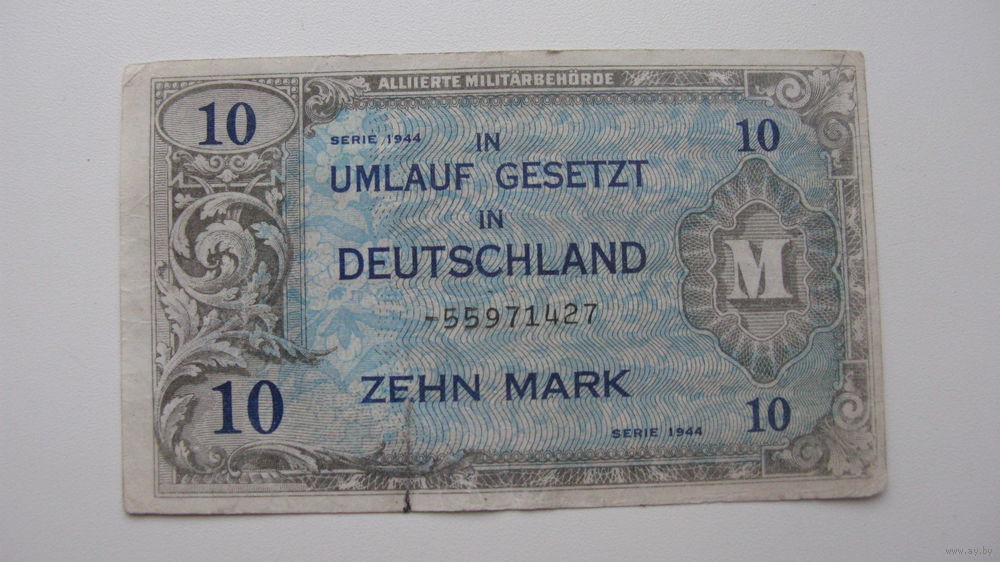 ALLIIERTE MILITÄRBEHÖRDE
10
10
SERIE 1944
IN
UMLAUF GESETZT
IN
DEUTSCHLAND
M
-55971427
ZEHN MARK
10
10
SERIE 1944
www.ay.by